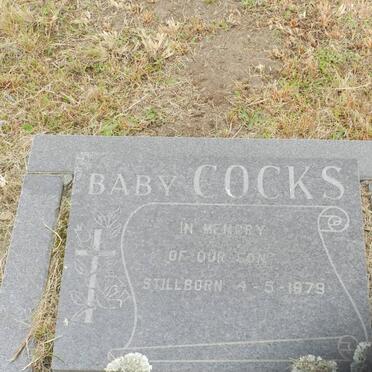 BABY COCKS
IN MEMORY
OF OUR SON
STILLBORN 4-5-1979